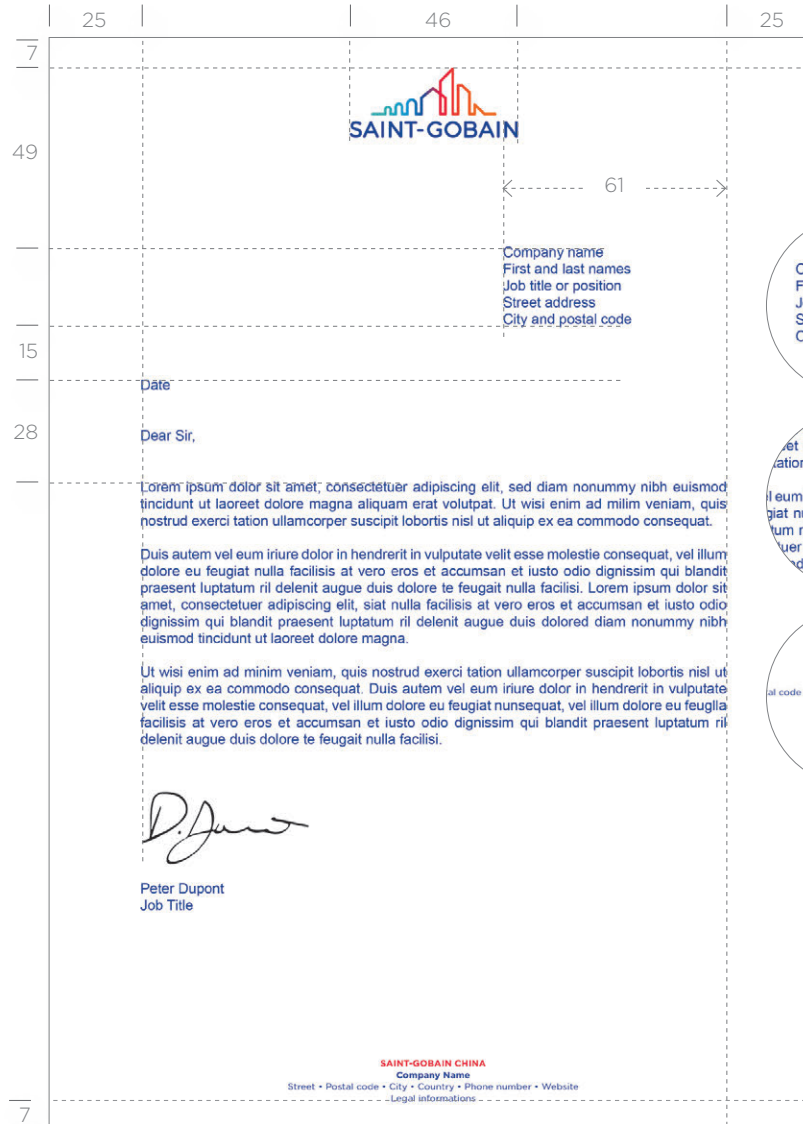 25 46 25
7
SAINT-GOBAIN
49
61
Company name
First and last names
Job title or position
Street address
City and postal code
15
Date
28
Dear Sir,
Lorem ipsum dolor sit amet, consectetuer adipiscing elit, sed diam nonummy nibh euismod
tincidunt ut laoreet dolore magna aliquam erat volutpat. Ut wisi enim ad milim veniam, quis
nostrud exerci tation ullamcorper suscipit lobortis nisl ut aliquip ex ea commodo consequat.
Duis autem vel eum iriure dolor in hendrerit in vulputate velit esse molestie consequat, vel illum
dolore eu feugiat nulla facilisis at vero eros et accumsan et iusto odio dignissim qui blandit
praesent luptatum ril delenit augue duis dolore te feugait nulla facilisi. Lorem ipsum dolor sit
amet, consectetuer adipiscing elit, siat nulla facilisis at vero eros et accumsan et iusto odio
dignissim qui blandit praesent luptatum ril delenit augue duis dolored diam nonummy nibh
euismod tincidunt ut laoreet dolore magna.
Ut wisi enim ad minim veniam, quis nostrud exerci tation ullamcorper suscipit lobortis nisl ut
aliquip ex ea commodo consequat. Duis autem vel eum iriure dolor in hendrerit in vulputate
velit esse molestie consequat, vel illum dolore eu feugiat nunsequat, vel illum dolore eu feuglla
facilisis at vero eros et accumsan et iusto odio dignissim qui blandit praesent luptatum ril
delenit augue duis dolore te feugait nulla facilisi.
Peter Dupont
Job Title
SAINT-GOBAIN CHINA
Company Name
Street • Postal code • City • Country • Phone number • Website
Legal informations
7
al code